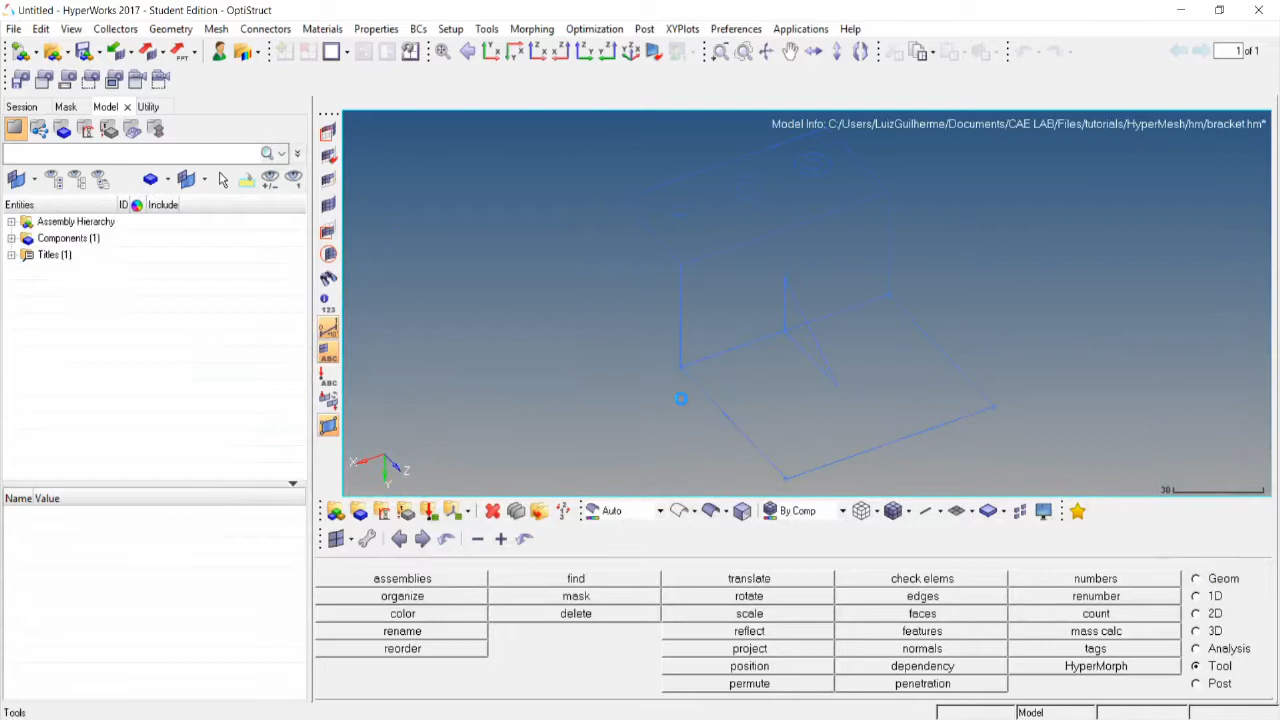 Untitled - HyperWorks 2017 - Student Edition - OptiStruct
File Edit View Collectors Geometry Mesh Connectors Materials Properties BCs Setup Tools Morphing Optimization Post XYPlots Preferences Applications Help
1 of 1
Session Mask Model Utility
Model Info: C:/Users/LuizGuilherme/Documents/CAE LAB/Files/tutorials/HyperMesh/hm/bracket.hm*
Entities ID Include
Assembly Hierarchy
Components (1)
Titles (1)
123
ABC
ABC
X Y Z
30
Name Value
Auto By Comp
assemblies find translate check elems numbers Geom
organize mask rotate edges renumber 1D
color delete scale faces count 2D
rename reflect features mass calc 3D
reorder project normals tags Analysis
position dependency HyperMorph Tool
permute penetration Post
Tools Model